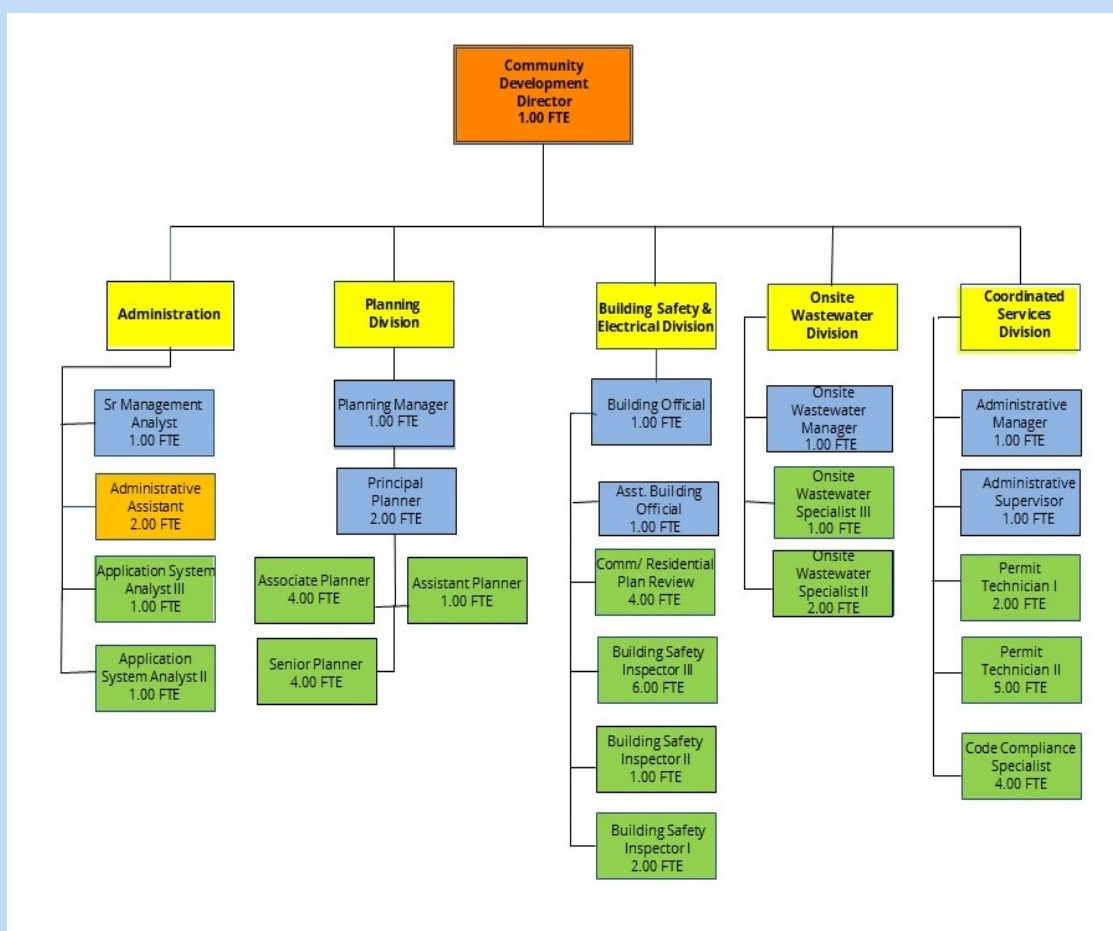 Community
Development
Director
1.00 FTE
Administration
Sr Management
Analyst
1.00 FTE
Administrative
Assistant
2.00 FTE
Application System
Analyst III
1.00 FTE
Application
System Analyst II
1.00 FTE
Planning
Division
Planning Manager
1.00 FTE
Principal
Planner
2.00 FTE
Associate Planner
4.00 FTE
Assistant Planner
1.00 FTE
Senior Planner
4.00 FTE
Building Safety &
Electrical Division
Building Official
1.00 FTE
Asst. Building
Official
1.00 FTE
Comm/ Residential
Plan Review
4.00 FTE
Building Safety
Inspector III
6.00 FTE
Building Safety
Inspector II
1.00 FTE
Building Safety
Inspector I
2.00 FTE
Onsite
Wastewater
Division
Onsite
Wastewater
Manager
1.00 FTE
Onsite
Wastewater
Specialist III
1.00 FTE
Onsite
Wastewater
Specialist II
2.00 FTE
Coordinated
Services
Division
Administrative
Manager
1.00 FTE
Administrative
Supervisor
1.00 FTE
Permit
Technician I
2.00 FTE
Permit
Technician II
5.00 FTE
Code Compliance
Specialist
4.00 FTE